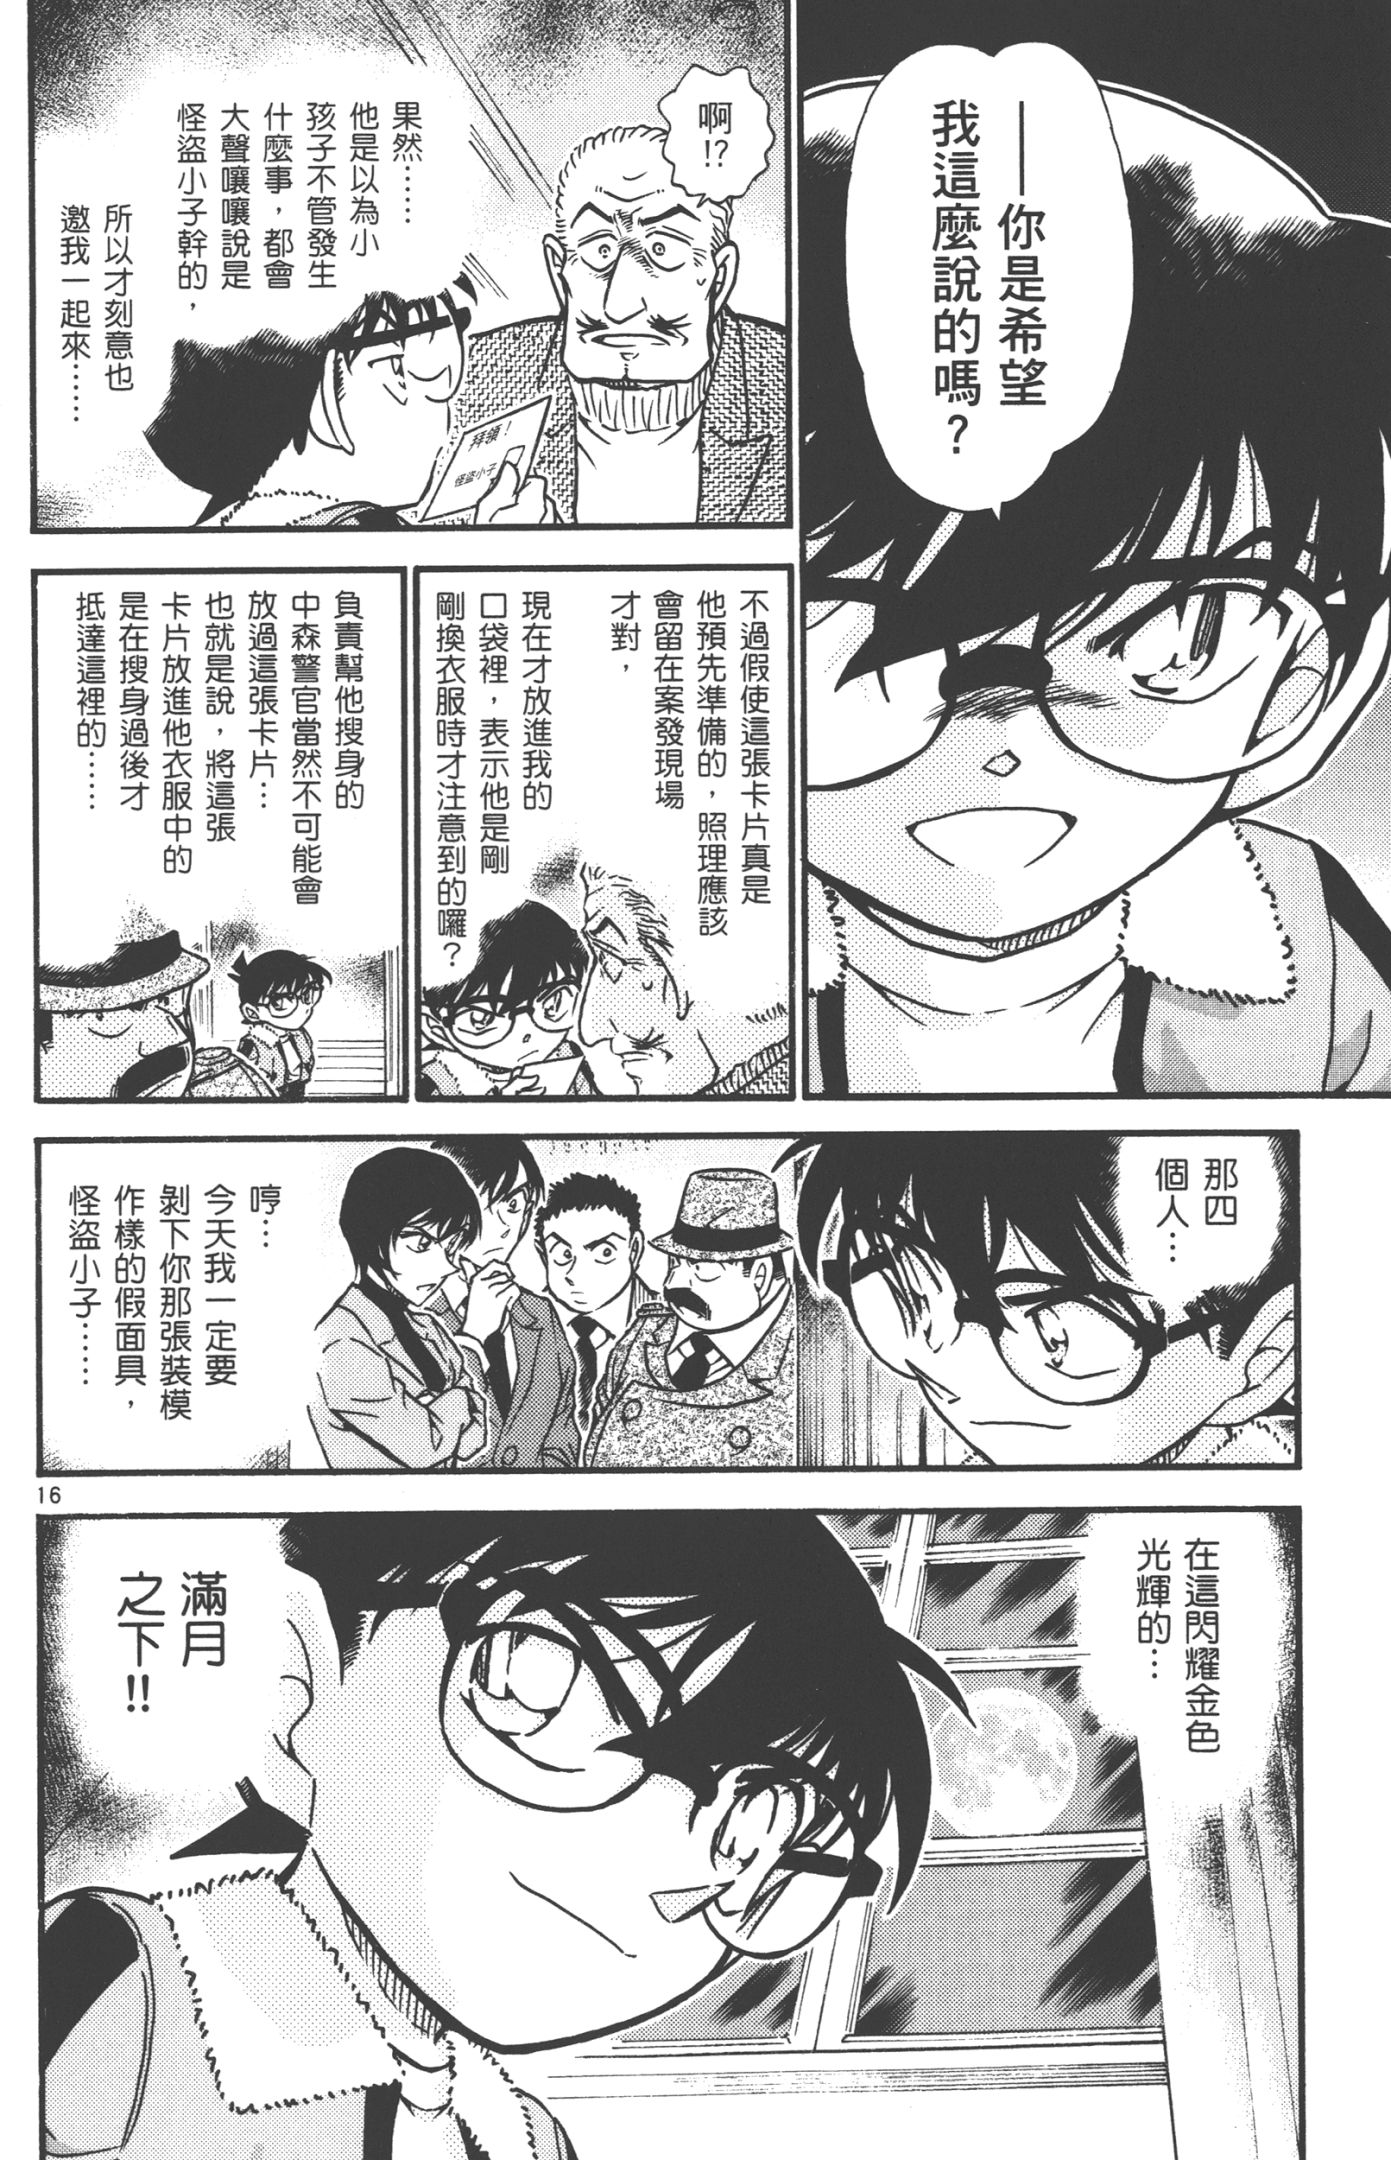 ——你是希望
我這麼說的嗎？
啊!?
果然……
他是以為小
孩子不管發生
什麼事，都會
大聲嚷嚷說是
怪盜小子幹的，
所以才刻意也
邀我一起來……
拜領！
怪盜小子
不過假使這張卡片真是
他預先準備的，照理應該
會留在案發現場
才對，
現在才放進我的
口袋裡，表示他是剛
剛換衣服時才注意到的囉？
負責幫他搜身的
中森警官當然不可能會
放過這張卡片…
也就是說，將這張
卡片放進他衣服中的
是在搜身過後才
抵達這裡的……
那四
個人…
哼…
今天我一定要
剝下你那張裝模
作樣的假面具，
怪盜小子……
16
在這閃耀金色
光輝的…
滿月
之下!!